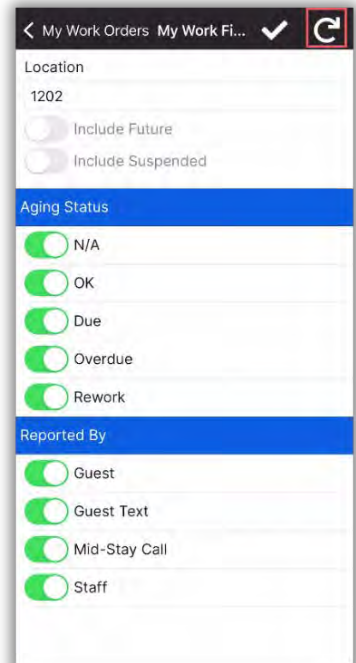 My Work Orders My Work Fi...
Location
1202
Include Future
Include Suspended
Aging Status
N/A
OK
Due
Overdue
Rework
Reported By
Guest
Guest Text
Mid-Stay Call
Staff